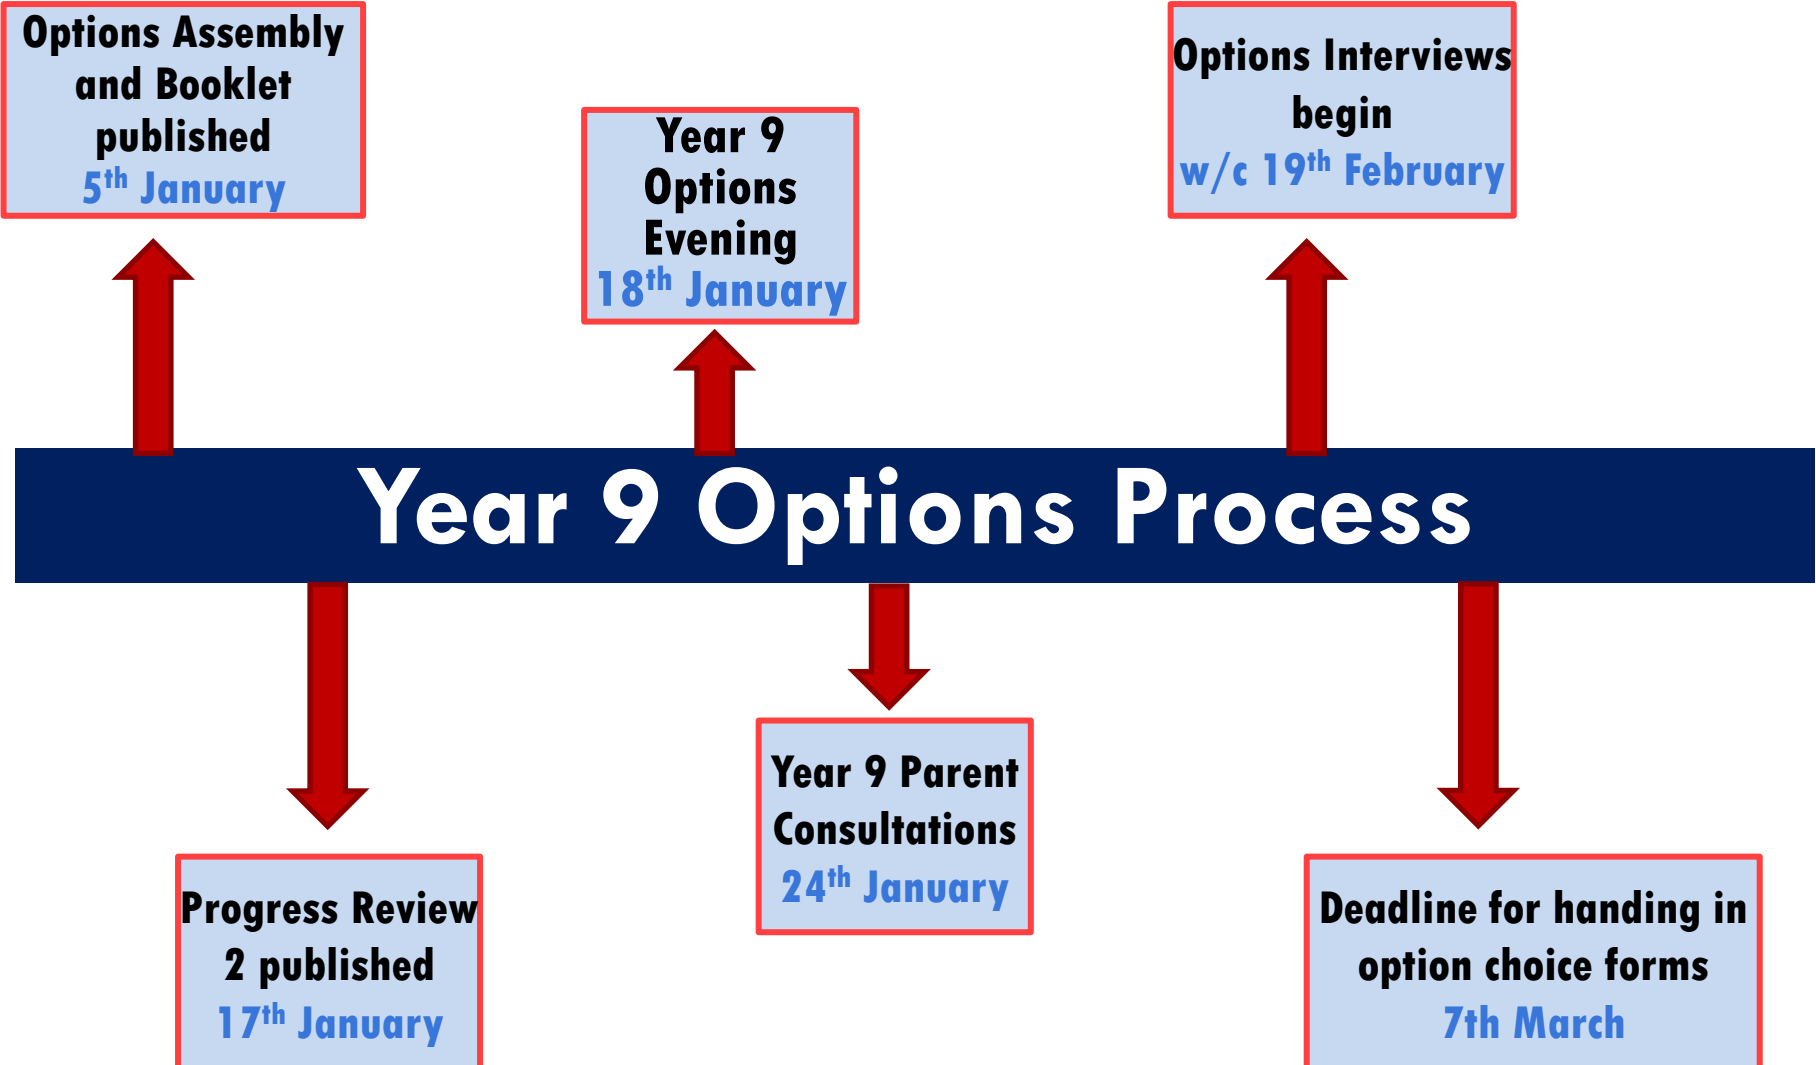 Options Assembly
and Booklet
published
5th January
Year 9
Options
Evening
18th January
Options Interviews
begin
w/c 19th February
Year 9 Options Process
Progress Review
2 published
17th January
Year 9 Parent
Consultations
24th January
Deadline for handing in
option choice forms
7th March